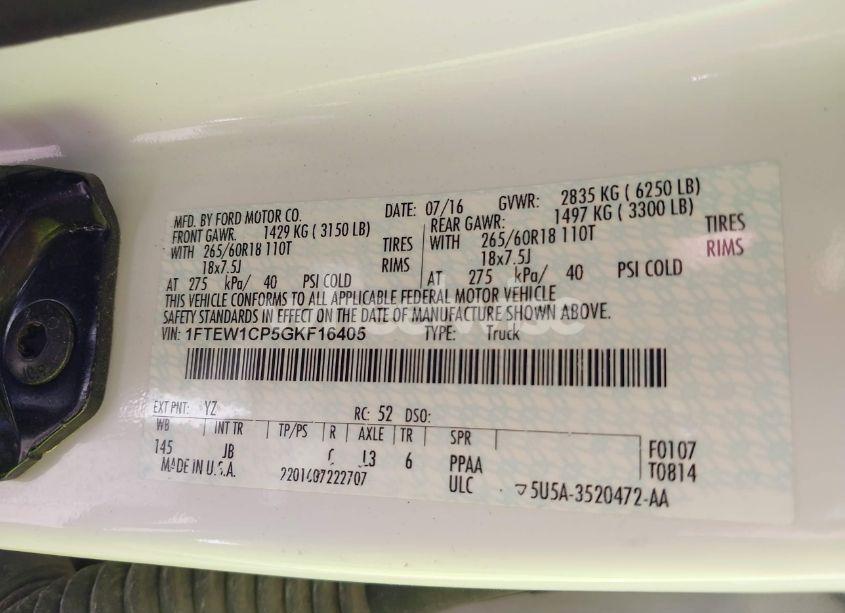 MFD. BY FORD MOTOR CO. DATE: 07/16 GVWR: 2835 KG ( 6250 LB)
FRONT GAWR: 1429 KG ( 3150 LB) REAR GAWR: 1497 KG ( 3300 LB)
WITH 265/60R18 110T TIRES WITH 265/60R18 110T TIRES
18x7.5J RIMS 18x7.5J RIMS
AT 275 kPa/ 40 PSI COLD AT 275 kPa/ 40 PSI COLD
THIS VEHICLE CONFORMS TO ALL APPLICABLE FEDERAL MOTOR VEHICLE
SAFETY STANDARDS IN EFFECT ON THE DATE OF MANUFACTURE SHOWN ABOVE.
VIN: 1FTEW1CP5GKF16405 TYPE: Truck
EXT PNT: YZ RC: 52 DSO:
WB INT TR TP/PS R AXLE TR SPR
145 JB 6 PPAA F0107
MADE IN U.S.A. ULC T0814
5U5A-3520472-AA